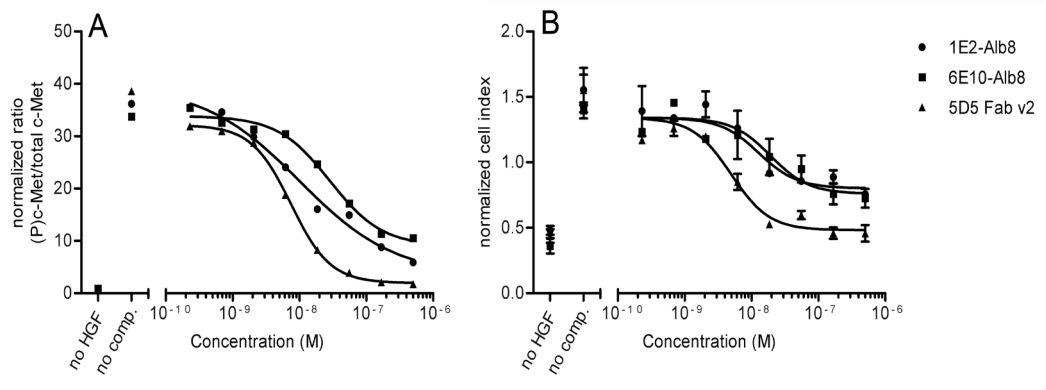 A
50
40
30
20
10
0
normalized ratio
(P)c-Met/total c-Met
no HGF
no comp.
10-10
10-9
10-8
10-7
10-6
Concentration (M)
B
2.0
1.5
1.0
0.5
0.0
normalized cell index
no HGF
no comp.
10-10
10-9
10-8
10-7
10-6
Concentration (M)
1E2-Alb8
6E10-Alb8
5D5 Fab v2